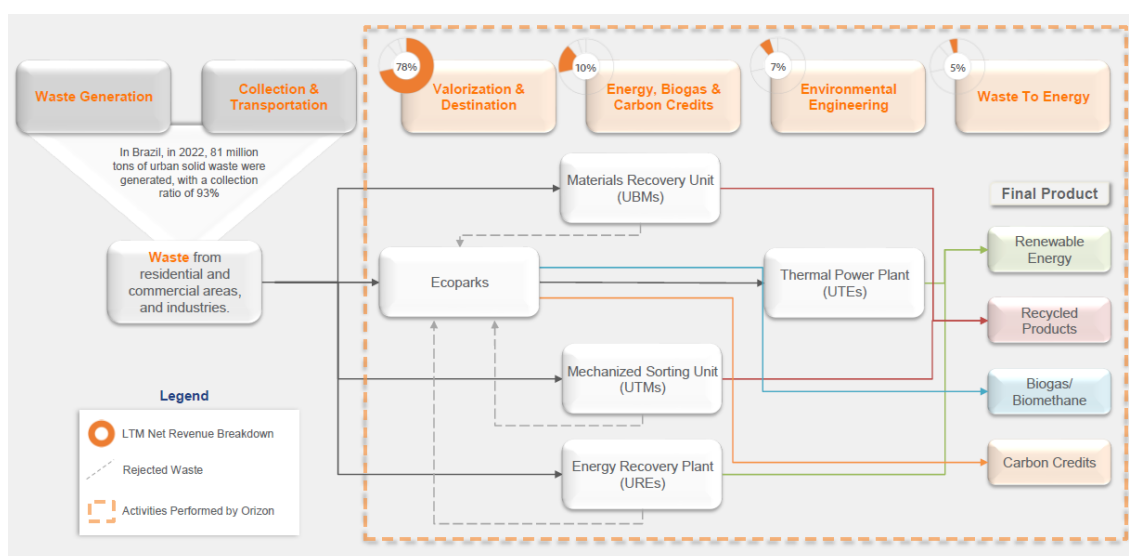 78%
10%
7%
5%
Waste Generation
Collection &
Transportation
Valorization &
Destination
Energy, Biogas &
Carbon Credits
Environmental
Engineering
Waste To Energy
In Brazil, in 2022, 81 million
tons of urban solid waste were
generated, with a collection
ratio of 93%
Materials Recovery Unit
(UBMs)
Final Product
Waste from
residential and
commercial areas,
and industries.
Ecoparks
Thermal Power Plant
(UTEs)
Renewable
Energy
Recycled
Products
Mechanized Sorting Unit
(UTMs)
Biogas/
Biomethane
Energy Recovery Plant
(UREs)
Carbon Credits
Legend
LTM Net Revenue Breakdown
Rejected Waste
Activities Performed by Orizon